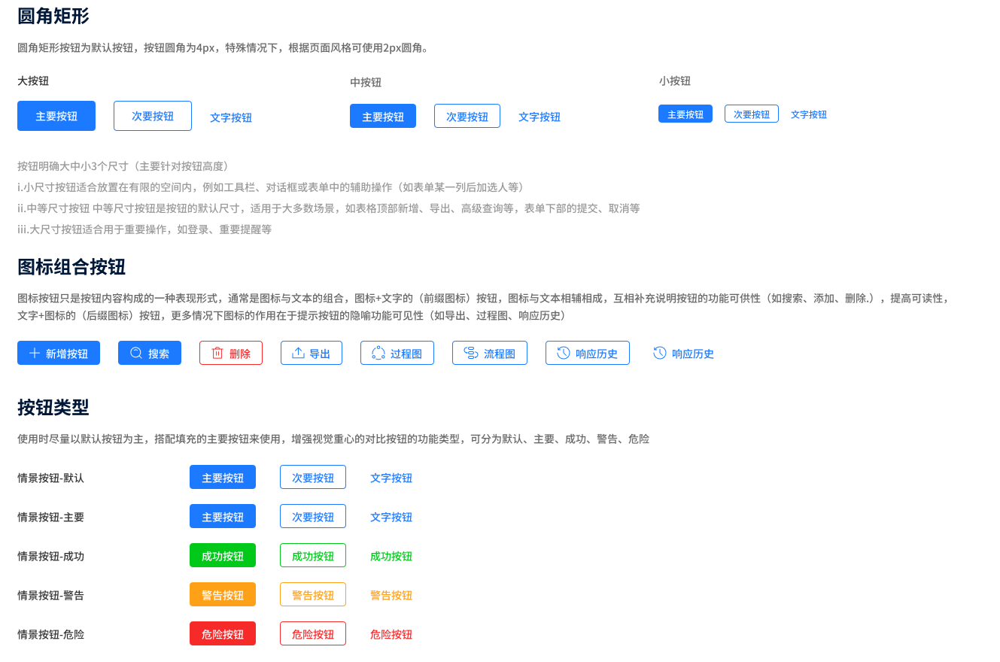 圆角矩形
圆角矩形按钮为默认按钮，按钮圆角为4px，特殊情况下，根据页面风格可使用2px圆角。
大按钮 中按钮 小按钮
主要按钮 次要按钮 文字按钮 主要按钮 次要按钮 文字按钮 主要按钮 次要按钮 文字按钮
按钮明确大中小3个尺寸（主要针对按钮高度）
i.小尺寸按钮适合放置在有限的空间内，例如工具栏、对话框或表单中的辅助操作（如表单某一列后加选人等）
ii.中等尺寸按钮 中等尺寸按钮是按钮的默认尺寸，适用于大多数场景，如表格顶部新增、导出、高级查询等，表单下部的提交、取消等
iii.大尺寸按钮适合用于重要操作，如登录、重要提醒等
图标组合按钮
图标按钮只是按钮内容构成的一种表现形式，通常是图标与文本的组合，图标+文字的（前缀图标）按钮，图标与文本相辅相成，互相补充说明按钮的功能可供性（如搜索、添加、删除.），提高可读性，
文字+图标的（后缀图标）按钮，更多情况下图标的作用在于提示按钮的隐喻功能可见性（如导出、过程图、响应历史）
新增按钮 搜索 删除 导出 过程图 流程图 响应历史 响应历史
按钮类型
使用时尽量以默认按钮为主，搭配填充的主要按钮来使用，增强视觉重心的对比按钮的功能类型，可分为默认、主要、成功、警告、危险
情景按钮-默认 主要按钮 次要按钮 文字按钮
情景按钮-主要 主要按钮 次要按钮 文字按钮
情景按钮-成功 成功按钮 成功按钮 成功按钮
情景按钮-警告 警告按钮 警告按钮 警告按钮
情景按钮-危险 危险按钮 危险按钮 危险按钮